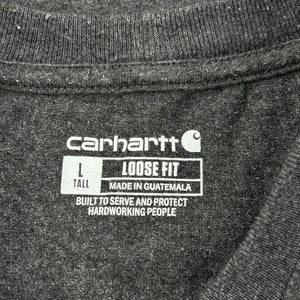 carhartt
L
TALL
LOOSE FIT
MADE IN GUATEMALA
BUILT TO SERVE AND PROTECT
HARDWORKING PEOPLE